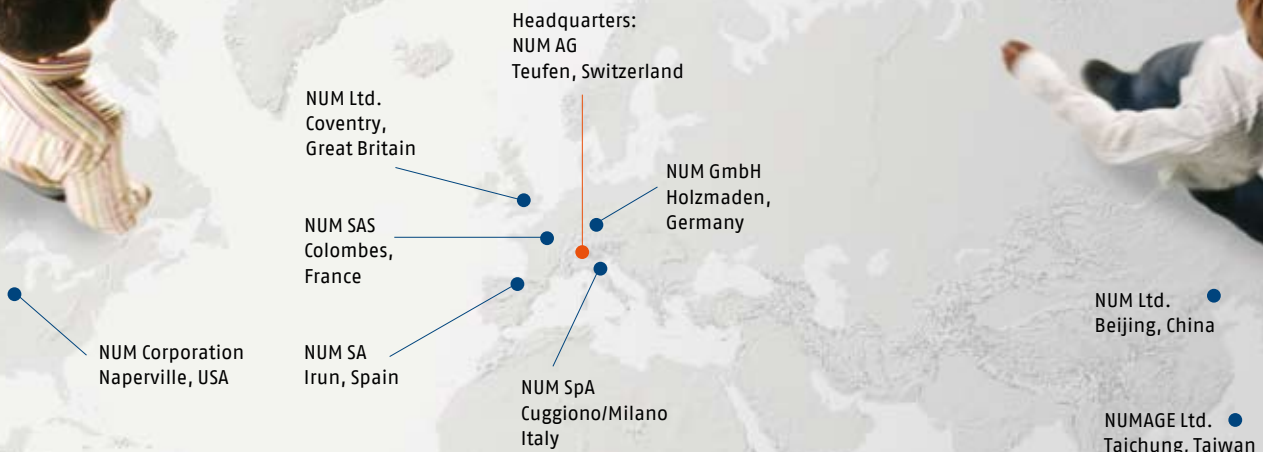 Headquarters:
NUM AG
Teufen, Switzerland
NUM Ltd.
Coventry,
Great Britain
NUM GmbH
Holzmaden,
Germany
NUM SAS
Colombes,
France
NUM Ltd.
Beijing, China
NUM Corporation
Naperville, USA
NUM SA
Irun, Spain
NUM SpA
Cuggiono/Milano
Italy
NUMAGE Ltd.
Taichung, Taiwan